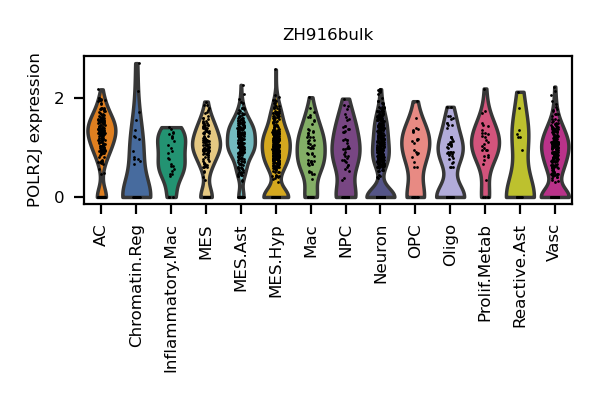 ZH916bulk
POLR2J expression
2
0
AC
Chromatin.Reg
Inflammatory.Mac
MES
MES.Ast
MES.Hyp
Mac
NPC
Neuron
OPC
Oligo
Prolif.Metab
Reactive.Ast
Vasc